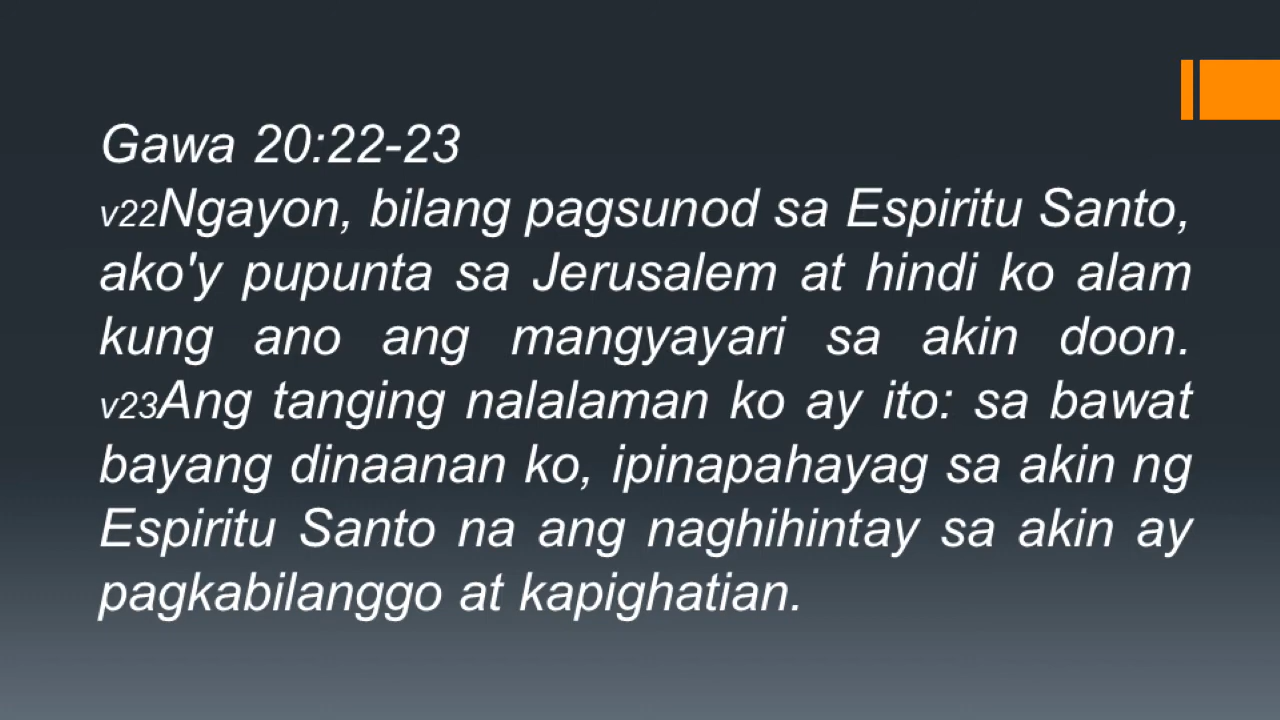 Gawa 20:22-23
v22Ngayon, bilang pagsunod sa Espiritu Santo,
ako'y pupunta sa Jerusalem at hindi ko alam
kung ano ang mangyayari sa akin doon.
v23Ang tanging nalalaman ko ay ito: sa bawat
bayang dinaanan ko, ipinapahayag sa akin ng
Espiritu Santo na ang naghihintay sa akin ay
pagkabilanggo at kapighatian.